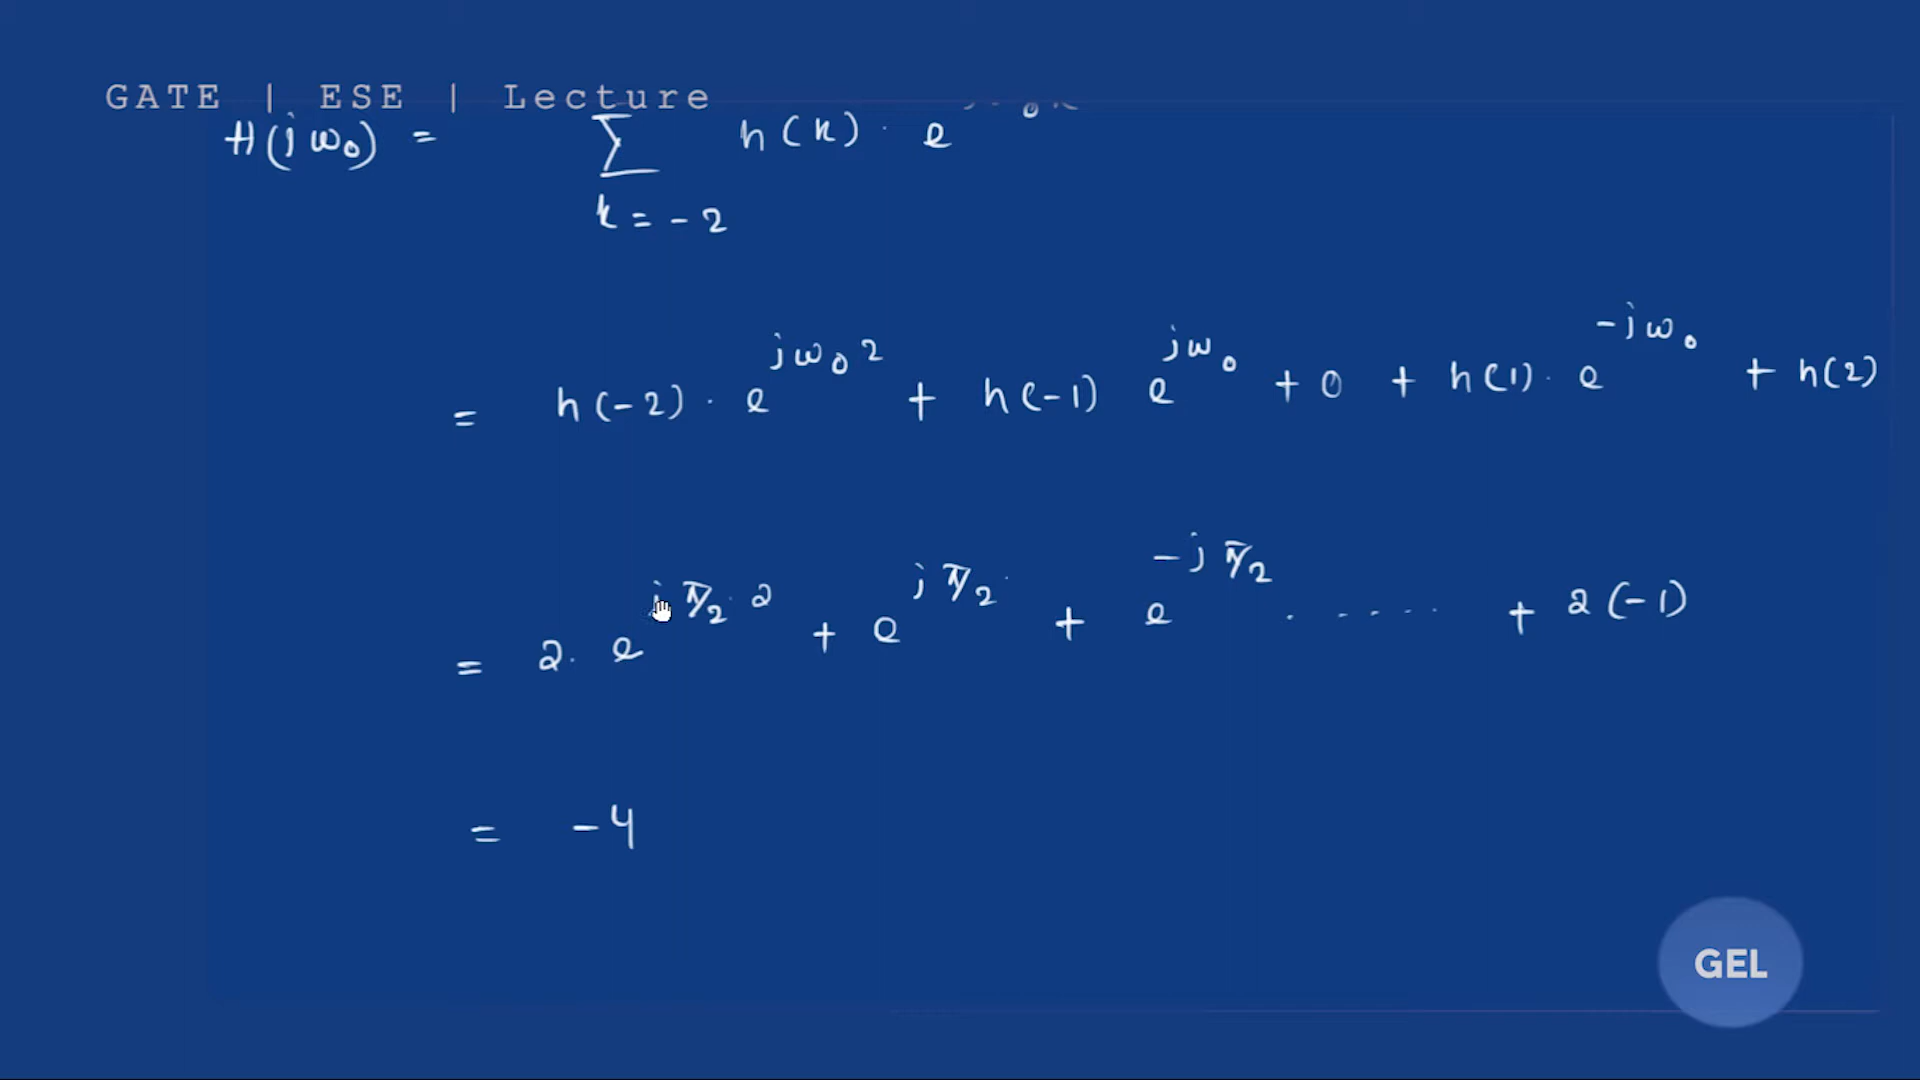 GATE | ESE | Lecture
H(jω₀) = Σ h(k) · e
k = -2
= h(-2) · e^{jω₀2} + h(-1) e^{jω₀} + 0 + h(1) · e^{-jω₀} + h(2)
= 2 · e^{jπ/2 · 2} + e^{jπ/2} + e^{-jπ/2} ...... + 2(-1)
= -4
GEL